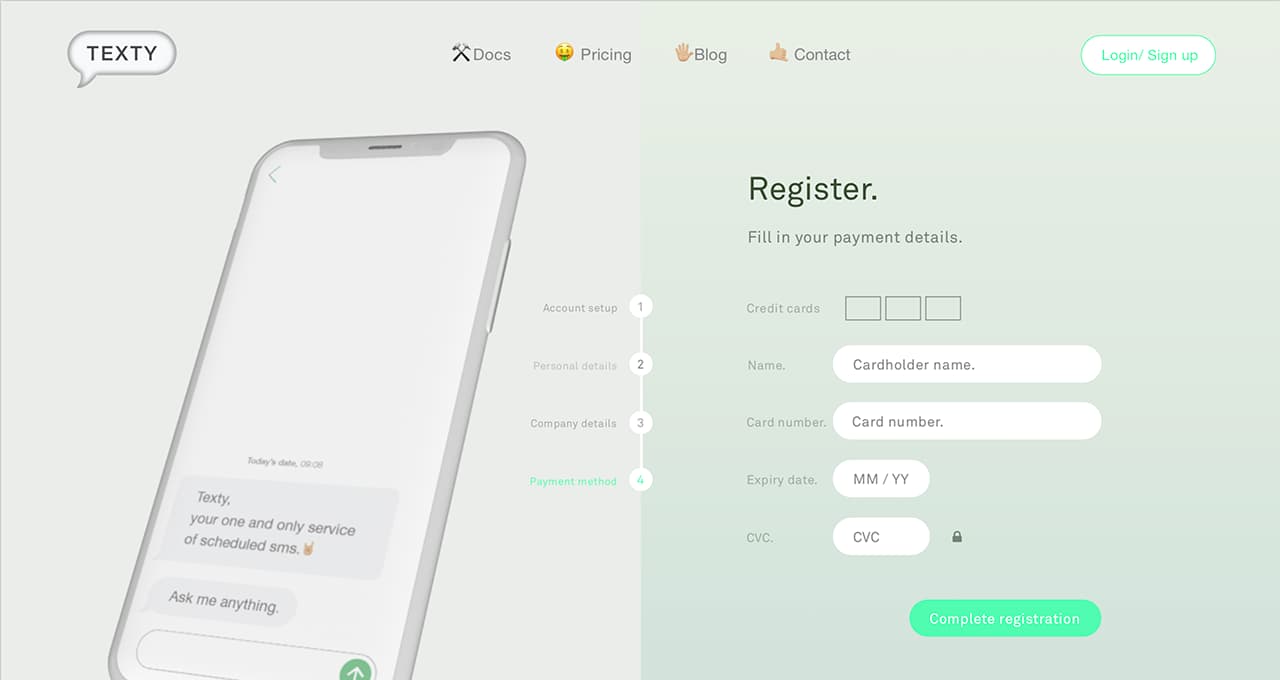 TEXTY
Docs
Pricing
Blog
Contact
Login/ Sign up
Register.
Fill in your payment details.
Account setup 1
Personal details 2
Company details 3
Payment method 4
Credit cards
Name. Cardholder name.
Card number. Card number.
Expiry date. MM / YY
CVC. CVC
Complete registration
Today's date, 09:08
Texty,
your one and only service
of scheduled sms.🤘🏼
Ask me anything.